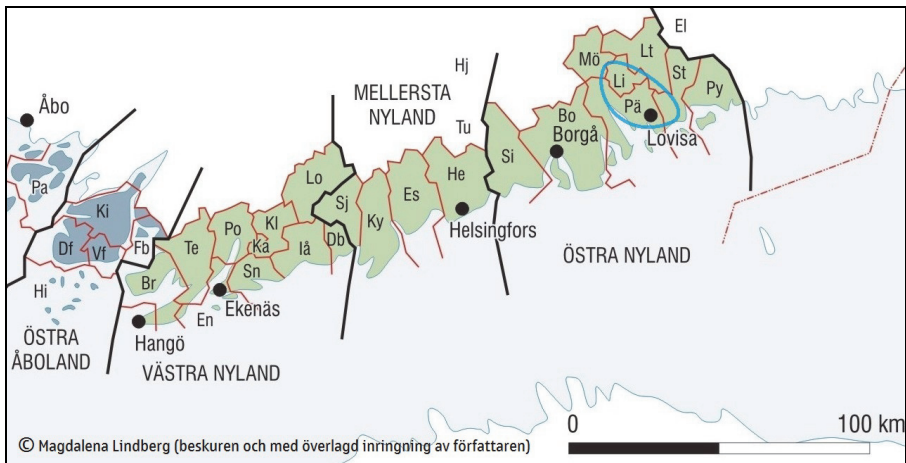 Åbo
Pa
Ki
Df
Vf
Fb
Hi
ÖSTRA
ÅBOLAND
Br
Te
Po
Ekenäs
Hangö
En
Sn
Ka
Kl
Iå
Lo
Db
Sj
VÄSTRA NYLAND
MELLERSTA
NYLAND
Hj
Tu
Ky
Es
He
Helsingfors
Si
Bo
Borgå
Mö
Li
Lt
Pä
Lovisa
St
Py
El
ÖSTRA NYLAND
0
100 km
© Magdalena Lindberg (beskuren och med överlagd inringning av författaren)